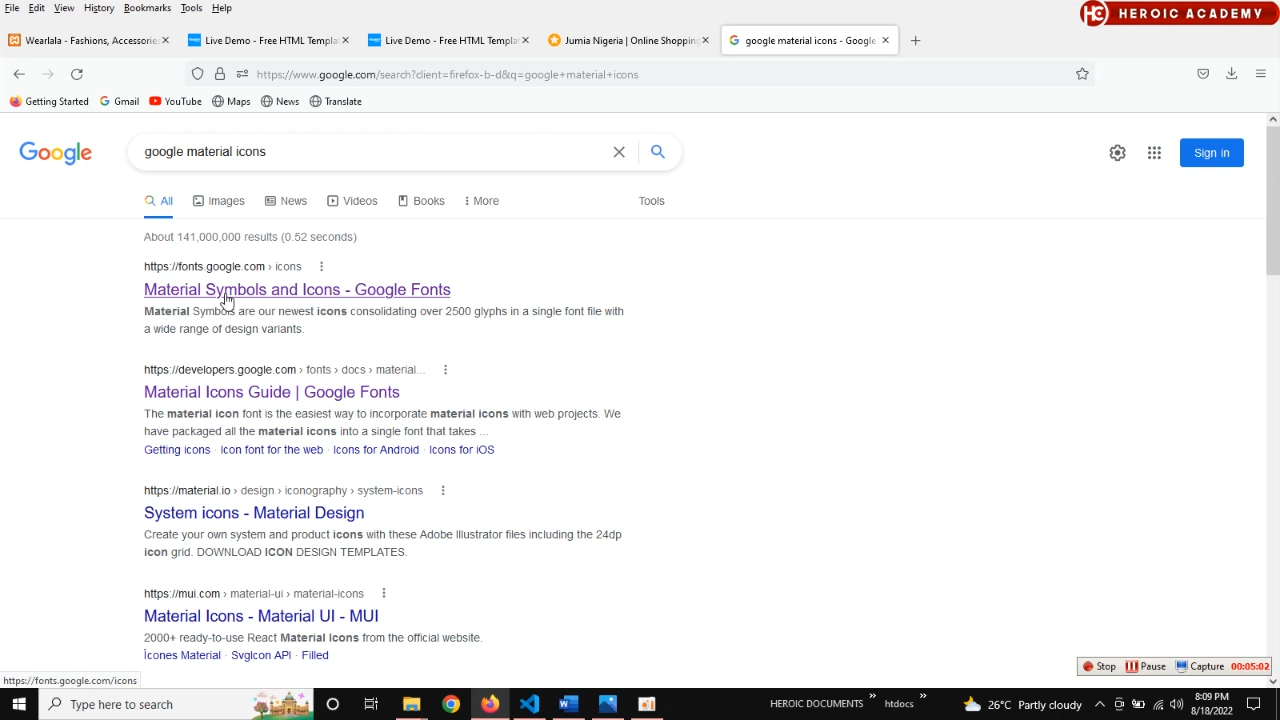 File Edit View History Bookmarks Tools Help
HC HEROIC ACADEMY
Wearlala - Fashions, Accessories Live Demo - Free HTML Templat Live Demo - Free HTML Templat Jumia Nigeria | Online Shopping google material icons - Google
https://www.google.com/search?client=firefox-b-d&q=google+material+icons
Getting Started Gmail YouTube Maps News Translate
Google google material icons Sign in
All Images News Videos Books More Tools
About 141,000,000 results (0.52 seconds)
https://fonts.google.com › icons
Material Symbols and Icons - Google Fonts
Material Symbols are our newest icons consolidating over 2500 glyphs in a single font file with
a wide range of design variants.
https://developers.google.com › fonts › docs › material...
Material Icons Guide | Google Fonts
The material icon font is the easiest way to incorporate material icons with web projects. We
have packaged all the material icons into a single font that takes ...
Getting icons · Icon font for the web · Icons for Android · Icons for iOS
https://material.io › design › iconography › system-icons
System icons - Material Design
Create your own system and product icons with these Adobe Illustrator files including the 24dp
icon grid. DOWNLOAD ICON DESIGN TEMPLATES.
https://mui.com › material-ui › material-icons
Material Icons - Material UI - MUI
2000+ ready-to-use React Material Icons from the official website.
Ícones Material · SvgIcon API · Filled
Stop Pause Capture 00:05:02
https://fonts.google.com/icons
Type here to search HEROIC DOCUMENTS » htdocs » 26°C Partly cloudy 8:09 PM
8/18/2022